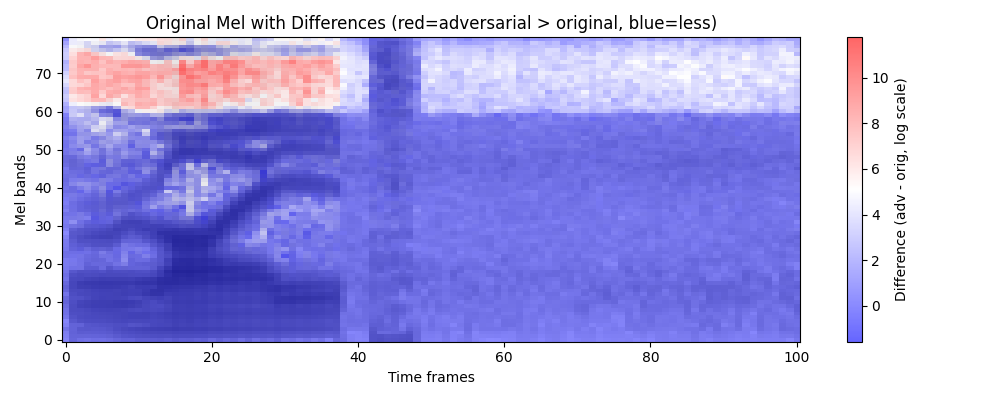 Original Mel with Differences (red=adversarial > original, blue=less)
Mel bands
70
60
50
40
30
20
10
0
0 20 40 60 80 100
Time frames
10
8
6
4
2
0
Difference (adv - orig, log scale)